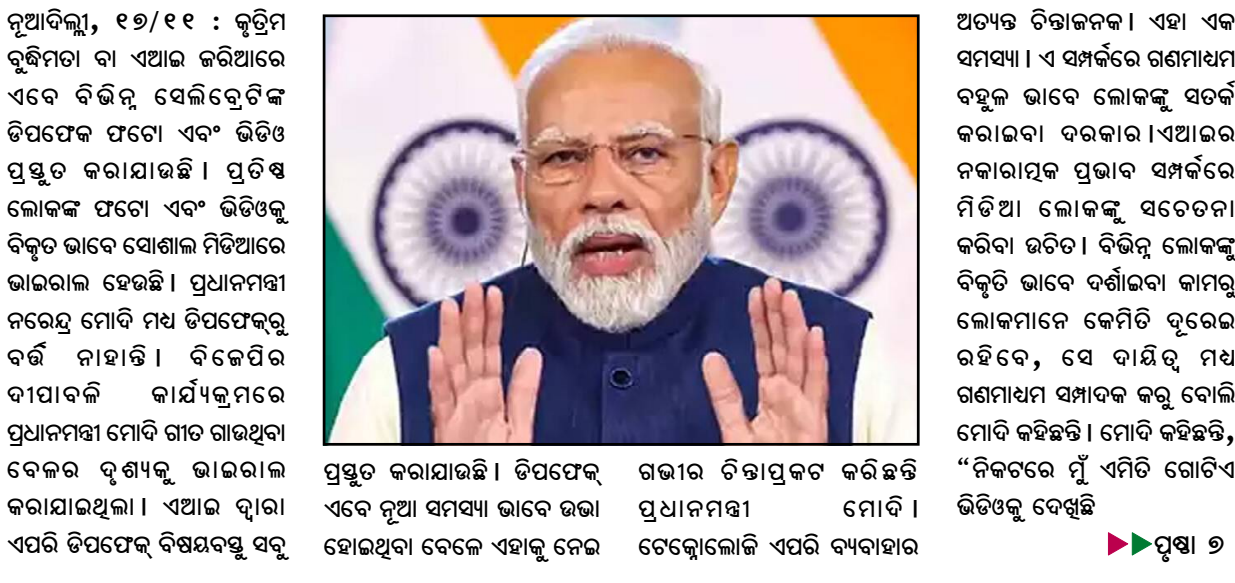 ନୂଆଦିଲ୍ଲୀ, ୧୭/୧୧ : କୃତ୍ରିମ
ବୁଦ୍ଧିମତା ବା ଏଆଇ ଜରିଆରେ
ଏବେ ବିଭିନ୍ନ ସେଲିବ୍ରେଟିଙ୍କ
ଡିପଫେକ ଫଟୋ ଏବଂ ଭିଡିଓ
ପ୍ରସ୍ତୁତ କରାଯାଉଛି। ପ୍ରତିଷ୍ଠ
ଲୋକଙ୍କ ଫଟୋ ଏବଂ ଭିଡିଓକୁ
ବିକୃତ ଭାବେ ସୋଶାଲ ମିଡିଆରେ
ଭାଇରାଲ ହେଉଛି। ପ୍ରଧାନମନ୍ତ୍ରୀ
ନରେନ୍ଦ୍ର ମୋଦି ମଧ୍ୟ ଡିପଫେକ୍‌ରୁ
ବର୍ତ୍ତି ନାହାନ୍ତି। ବିଜେପିର
ଦୀପାବଳି କାର୍ଯ୍ୟକ୍ରମରେ
ପ୍ରଧାନମନ୍ତ୍ରୀ ମୋଦି ଗୀତ ଗାଉଥିବା
ବେଳର ଦୃଶ୍ୟକୁ ଭାଇରାଲ
କରାଯାଇଥିଲା। ଏଆଇ ଦ୍ୱାରା
ଏପରି ଡିପଫେକ୍ ବିଷୟବସ୍ତୁ ସବୁ
ପ୍ରସ୍ତୁତ କରାଯାଉଛି। ଡିପଫେକ୍
ଏବେ ନୂଆ ସମସ୍ୟା ଭାବେ ଉଭା
ହୋଇଥିବା ବେଳେ ଏହାକୁ ନେଇ
ଗଭୀର ଚିନ୍ତାପ୍ରକଟ କରିଛନ୍ତି
ପ୍ରଧାନମନ୍ତ୍ରୀ ମୋଦି।
ଟେକ୍ନୋଲୋଜି ଏପରି ବ୍ୟବାହାର
ଅତ୍ୟନ୍ତ ଚିନ୍ତାଜନକ। ଏହା ଏକ
ସମସ୍ୟା। ଏ ସମ୍ପର୍କରେ ଗଣମାଧ୍ୟମ
ବହୁଳ ଭାବେ ଲୋକଙ୍କୁ ସତର୍କ
କରାଇବା ଦରକାର।ଏଆଇର
ନକାରାତ୍ମକ ପ୍ରଭାବ ସମ୍ପର୍କରେ
ମିଡିଆ ଲୋକଙ୍କୁ ସଚେତନା
କରିବା ଉଚିତ। ବିଭିନ୍ନ ଲୋକଙ୍କୁ
ବିକୃତି ଭାବେ ଦର୍ଶାଇବା କାମରୁ
ଲୋକମାନେ କେମିତି ଦୂରେଇ
ରହିବେ, ସେ ଦାୟିତ୍ୱ ମଧ୍ୟ
ଗଣମାଧ୍ୟମ ସମ୍ପାଦକ କରୁ ବୋଲି
ମୋଦି କହିଛନ୍ତି। ମୋଦି କହିଛନ୍ତି,
“ନିକଟରେ ମୁଁ ଏମିତି ଗୋଟିଏ
ଭିଡିଓକୁ ଦେଖିଛି
ପୃଷ୍ଠା ୭